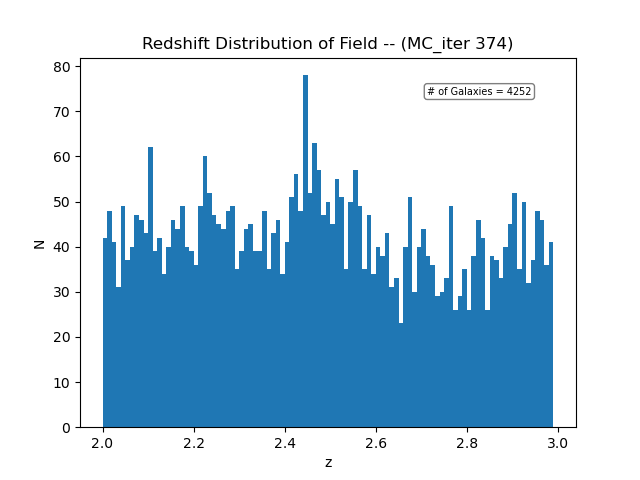 Redshift Distribution of Field -- (MC_iter 374)
# of Galaxies = 4252
80
70
60
50
40
30
20
10
0
N
2.0 2.2 2.4 2.6 2.8 3.0
z